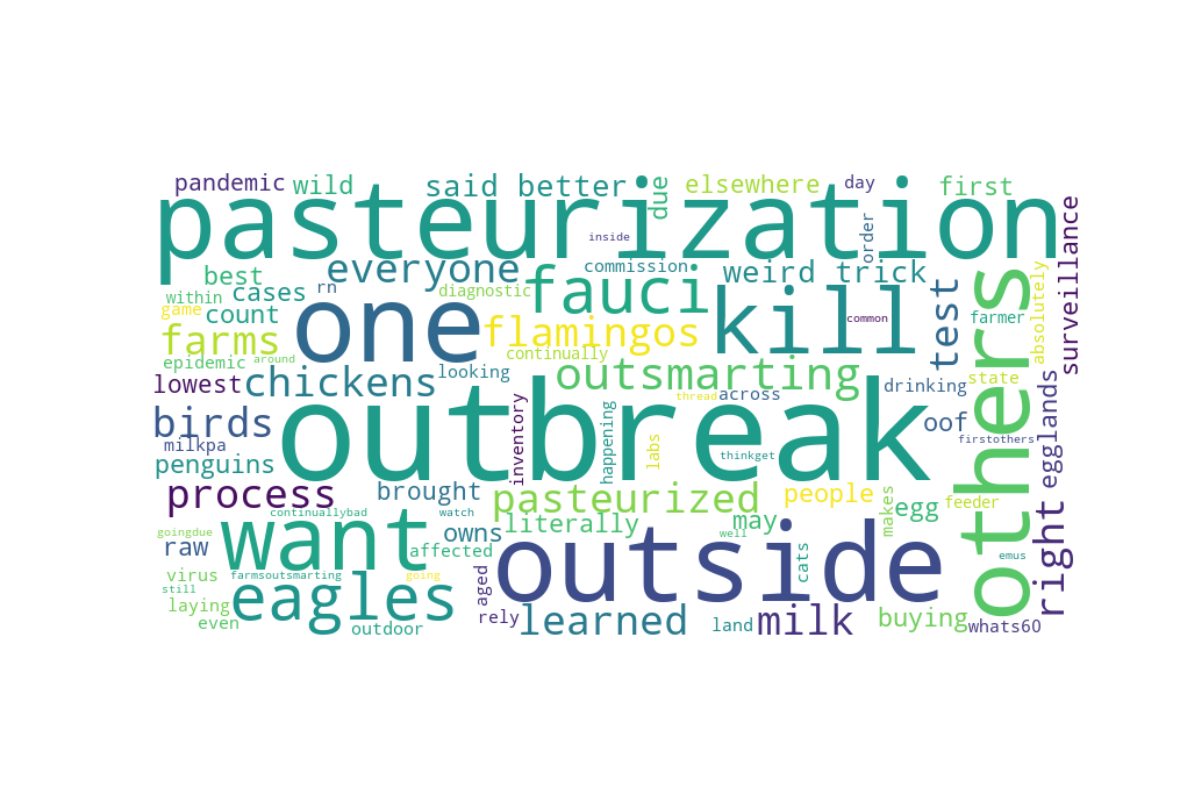 pandemic
wild
said better
due
elsewhere
day
first
pasteurization
order
surveillance
inside
everyone
commission
weird trick
best
cases
rn
diagnostic
fauci
kill
test
others
absolutely
within
game
count
one
flamingos
common
farmer
farms
continually
epidemic
around
lowest
chickens
looking
outsmarting
thread
across
drinking
state
egglands
birds
outbreak
oof
milkpa
inventory
happening
labs
thinkget
firstothers
penguins
process
brought
pasteurized
people
makes
egg
feeder
right
continuallybad
watch
literally
may
goingdue
want
owns
well
outside
raw
affected
cats
emus
virus
farmsoutsmarting
going
still
eagles
aged
laying
even
outdoor
rely
learned
land
milk
buying
whats60